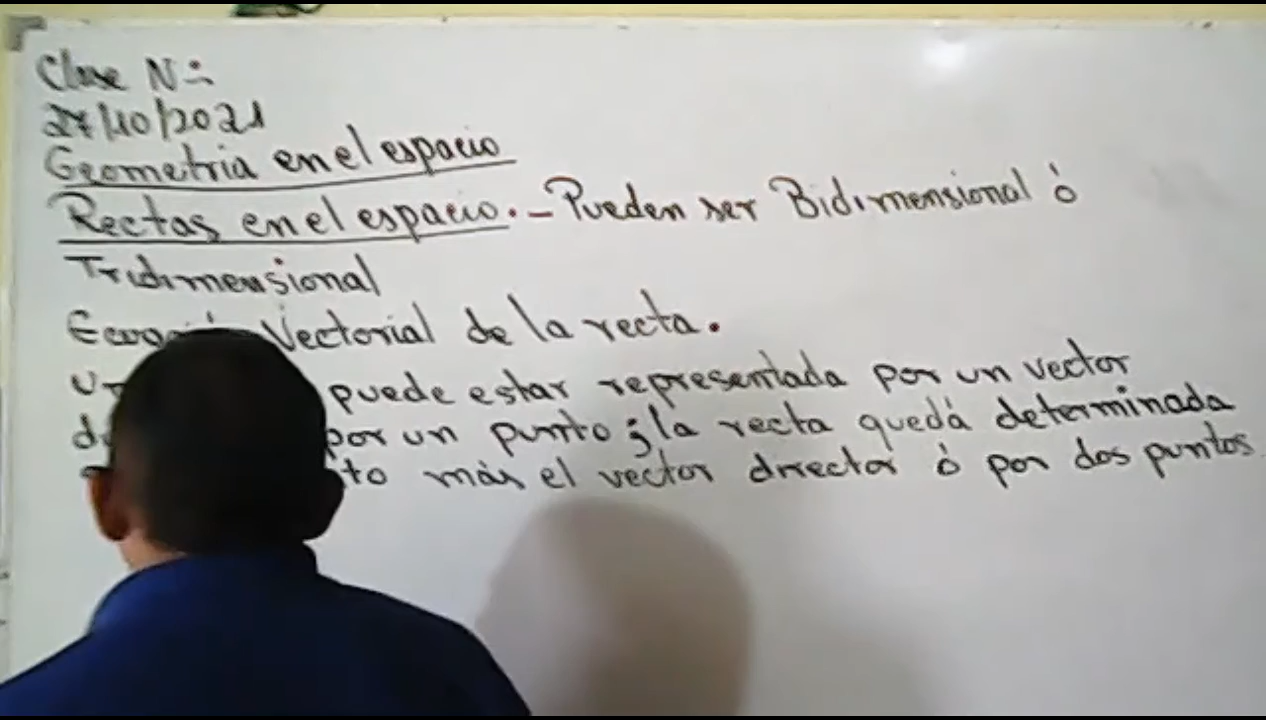 Clase N:
27/10/2021
Geometria en el espacio
Rectas en el espacio.- Pueden ser Bidimensional ó
Tridimensional
Vectorial de la recta.
puede estar representada por un vector
por un punto ; la recta quedá determinada
más el vector director ó por dos puntos